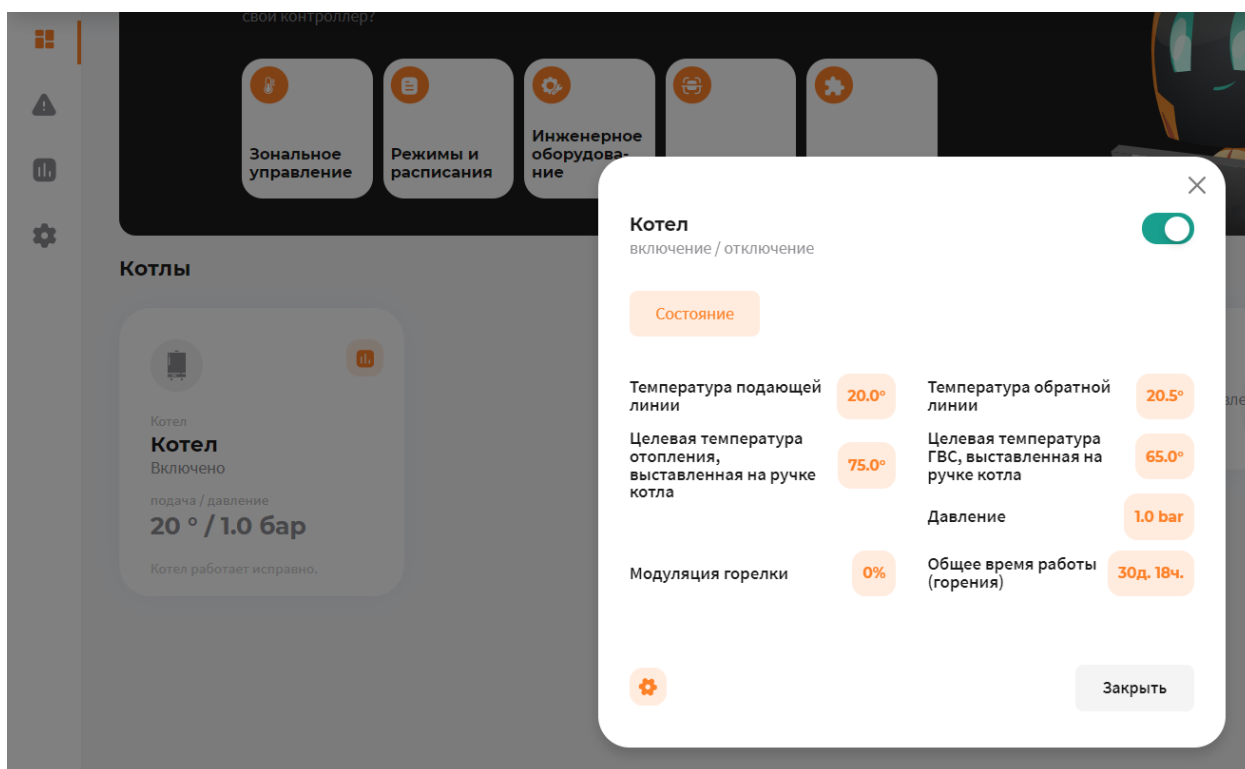 свой контроллер?
Зональное
управление
Режимы и
расписания
Инженерное
оборудова-
ние
Котлы
Котел
Котел
Включено
подача / давление
20 ° / 1.0 бар
Котел работает исправно.
Котел
включение / отключение
Состояние
Температура подающей
линии
20.0°
Температура обратной
линии
20.5°
Целевая температура
отопления,
выставленная на ручке
котла
75.0°
Целевая температура
ГВС, выставленная на
ручке котла
65.0°
Давление
1.0 bar
Модуляция горелки
0%
Общее время работы
(горения)
30д. 18ч.
Закрыть